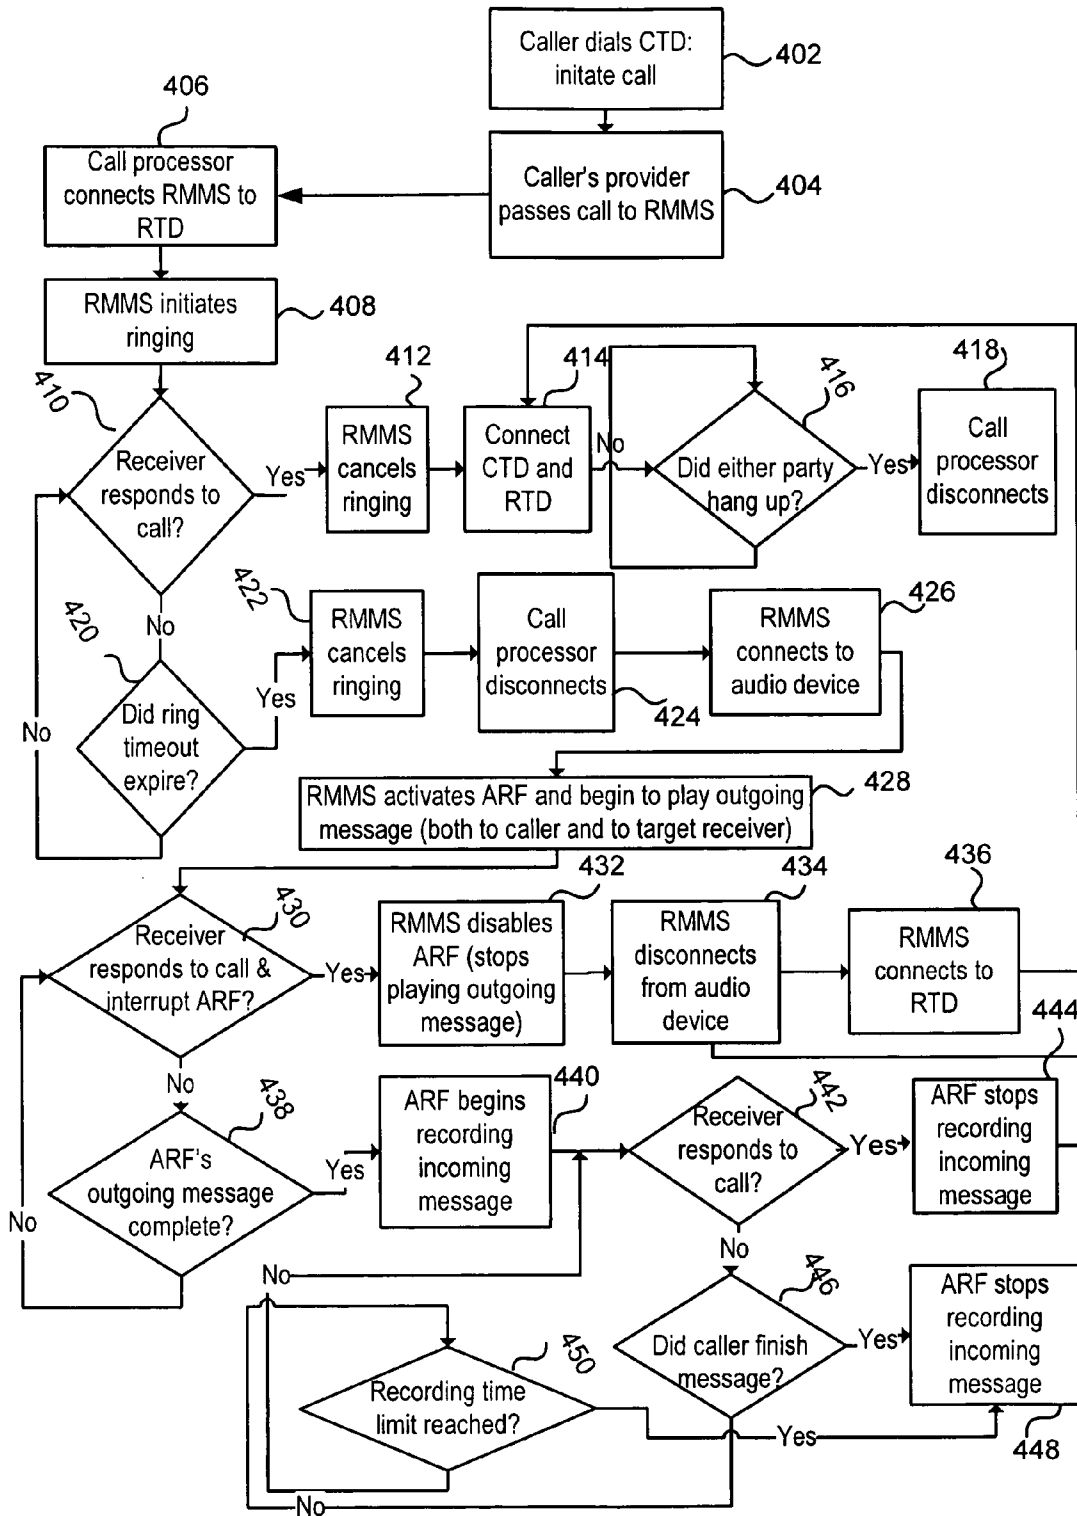 Caller dials CTD:
initate call
402
406
Call processor
connects RMMS to
RTD
Caller's provider
passes call to RMMS
404
RMMS initiates
ringing
408
410
Receiver
responds to
call?
Yes
412
RMMS
cancels
ringing
414
Connect
CTD and
RTD
No
416
Did either party
hang up?
Yes
418
Call
processor
disconnects
No
420
Did ring
timeout
expire?
No
Yes
422
RMMS
cancels
ringing
Call
processor
disconnects
424
RMMS
connects to
audio device
426
RMMS activates ARF and begin to play outgoing
message (both to caller and to target receiver)
428
430
Receiver
responds to call &
interrupt ARF?
Yes
432
RMMS disables
ARF (stops
playing outgoing
message)
434
RMMS
disconnects
from audio
device
436
RMMS
connects to
RTD
No
438
ARF's
outgoing message
complete?
No
Yes
ARF begins
recording
incoming
message
440
442
Receiver
responds to
call?
Yes
444
ARF stops
recording
incoming
message
No
446
Did caller finish
message?
Yes
ARF stops
recording
incoming
message
448
No
450
Recording time
limit reached?
Yes
No